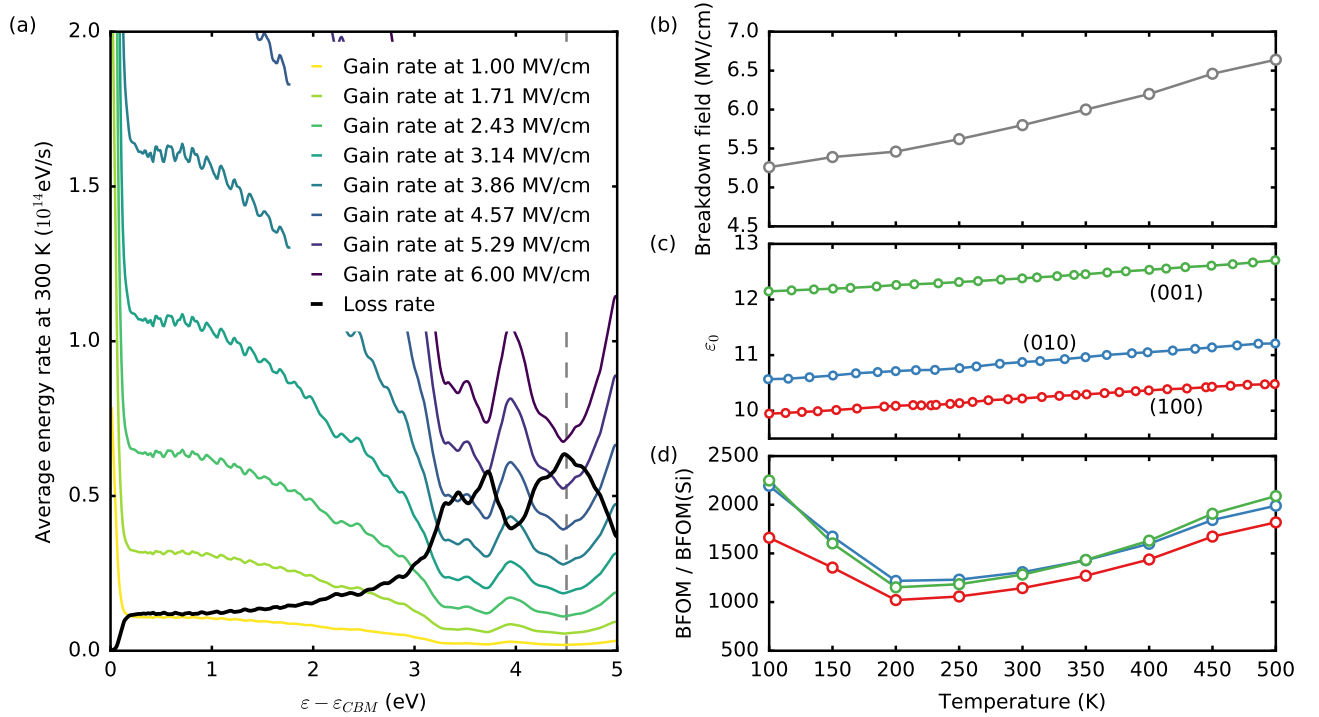 (a)
Average energy rate at 300 K (10¹⁴eV/s)
2.0
1.5
1.0
0.5
0.0
0
1
2
3
4
5
ε − ε_CBM (eV)
Gain rate at 1.00 MV/cm
Gain rate at 1.71 MV/cm
Gain rate at 2.43 MV/cm
Gain rate at 3.14 MV/cm
Gain rate at 3.86 MV/cm
Gain rate at 4.57 MV/cm
Gain rate at 5.29 MV/cm
Gain rate at 6.00 MV/cm
Loss rate
(b)
Breakdown field (MV/cm)
7.0
6.5
6.0
5.5
5.0
4.5
(c)
ε₀
13
12
11
10
(001)
(010)
(100)
(d)
BFOM / BFOM(Si)
2500
2000
1500
1000
500
100
150
200
250
300
350
400
450
500
Temperature (K)